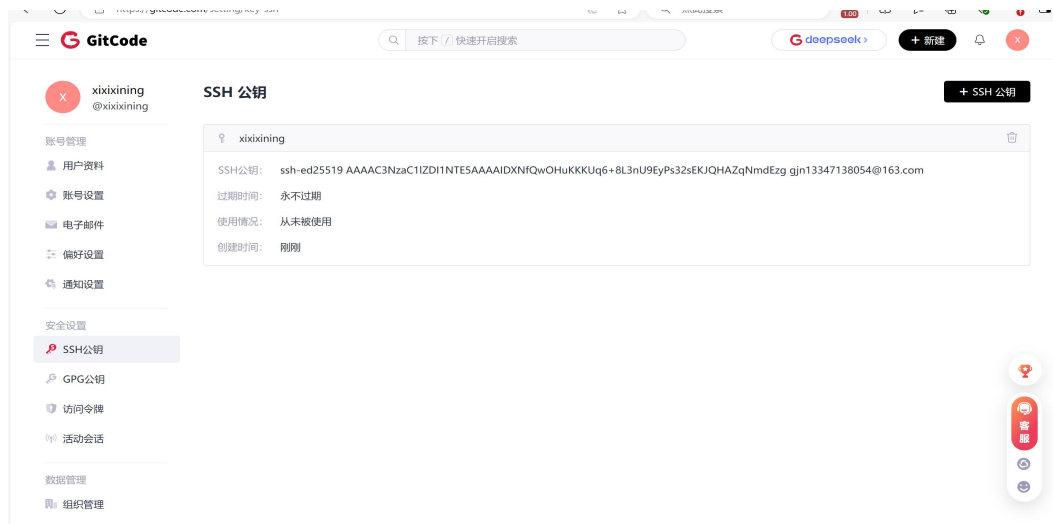 GitCode
按下 / 快速开启搜索
deepseek >
+ 新建
X
X
xixixining
@xixixining
SSH 公钥
+ SSH 公钥
账号管理
用户资料
账号设置
电子邮件
偏好设置
通知设置
安全设置
SSH公钥
GPG公钥
访问令牌
活动会话
数据管理
组织管理
xixixining
SSH公钥: ssh-ed25519 AAAAC3NzaC1lZDI1NTE5AAAAIDXNfQwOHuKKKUq6+8L3nU9EyPs32sEKJQHAZqNmdEzg gjn13347138054@163.com
过期时间: 永不过期
使用情况: 从未被使用
创建时间: 刚刚
客服
1.00